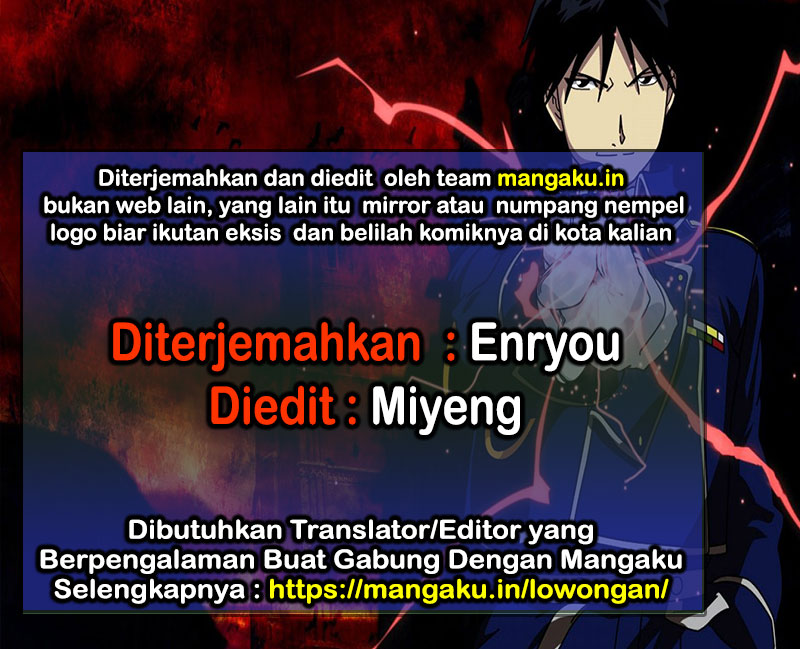 Diterjemahkan dan diedit oleh team mangaku.in
bukan web lain, yang lain itu mirror atau numpang nempel
logo biar ikutan eksis dan belilah komiknya di kota kalian
Diterjemahkan : Enryou
Diedit : Miyeng
Dibutuhkan Translator/Editor yang
Berpengalaman Buat Gabung Dengan Mangaku
Selengkapnya : https://mangaku.in/lowongan/